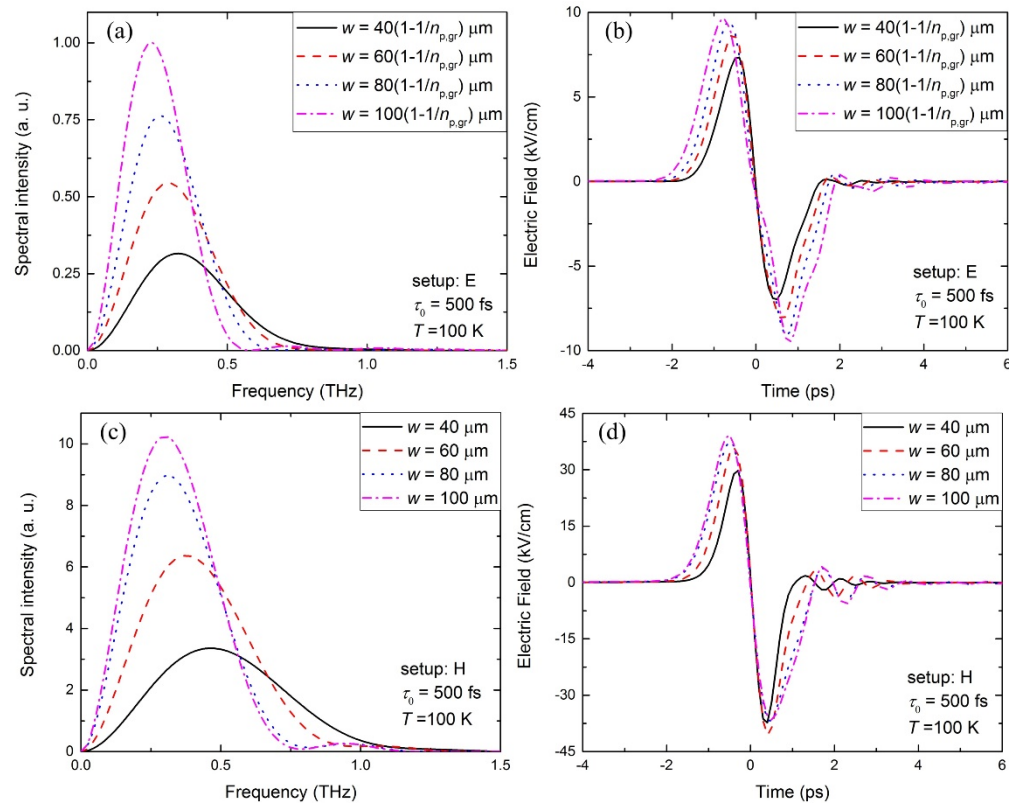 (a)
w = 40(1-1/n_p,gr) μm
w = 60(1-1/n_p,gr) μm
w = 80(1-1/n_p,gr) μm
w = 100(1-1/n_p,gr) μm
1.00
0.75
0.50
0.25
0.00
Spectral intensity (a. u.)
setup: E
τ₀ = 500 fs
T =100 K
0.0
0.5
1.0
1.5
Frequency (THz)
(b)
w = 40(1-1/n_p,gr) μm
w = 60(1-1/n_p,gr) μm
w = 80(1-1/n_p,gr) μm
w = 100(1-1/n_p,gr) μm
10
5
0
-5
-10
Electric Field (kV/cm)
setup: E
τ₀ = 500 fs
T =100 K
-4
-2
0
2
4
6
Time (ps)
(c)
w = 40 μm
w = 60 μm
w = 80 μm
w = 100 μm
10
8
6
4
2
0
Spectral intensity (a. u.)
setup: H
τ₀ = 500 fs
T =100 K
0.0
0.5
1.0
1.5
Frequency (THz)
(d)
w = 40 μm
w = 60 μm
w = 80 μm
w = 100 μm
45
30
15
0
-15
-30
-45
Electric Field (kV/cm)
setup: H
τ₀ = 500 fs
T =100 K
-4
-2
0
2
4
6
Time (ps)